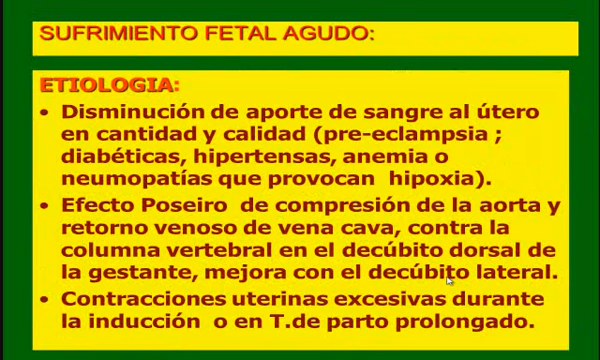 SUFRIMIENTO FETAL AGUDO:
ETIOLOGIA:
• Disminución de aporte de sangre al útero
en cantidad y calidad (pre-eclampsia ;
diabéticas, hipertensas, anemia o
neumopatías que provocan hipoxia).
• Efecto Poseiro de compresión de la aorta y
retorno venoso de vena cava, contra la
columna vertebral en el decúbito dorsal de
la gestante, mejora con el decúbito lateral.
• Contracciones uterinas excesivas durante
la inducción o en T.de parto prolongado.